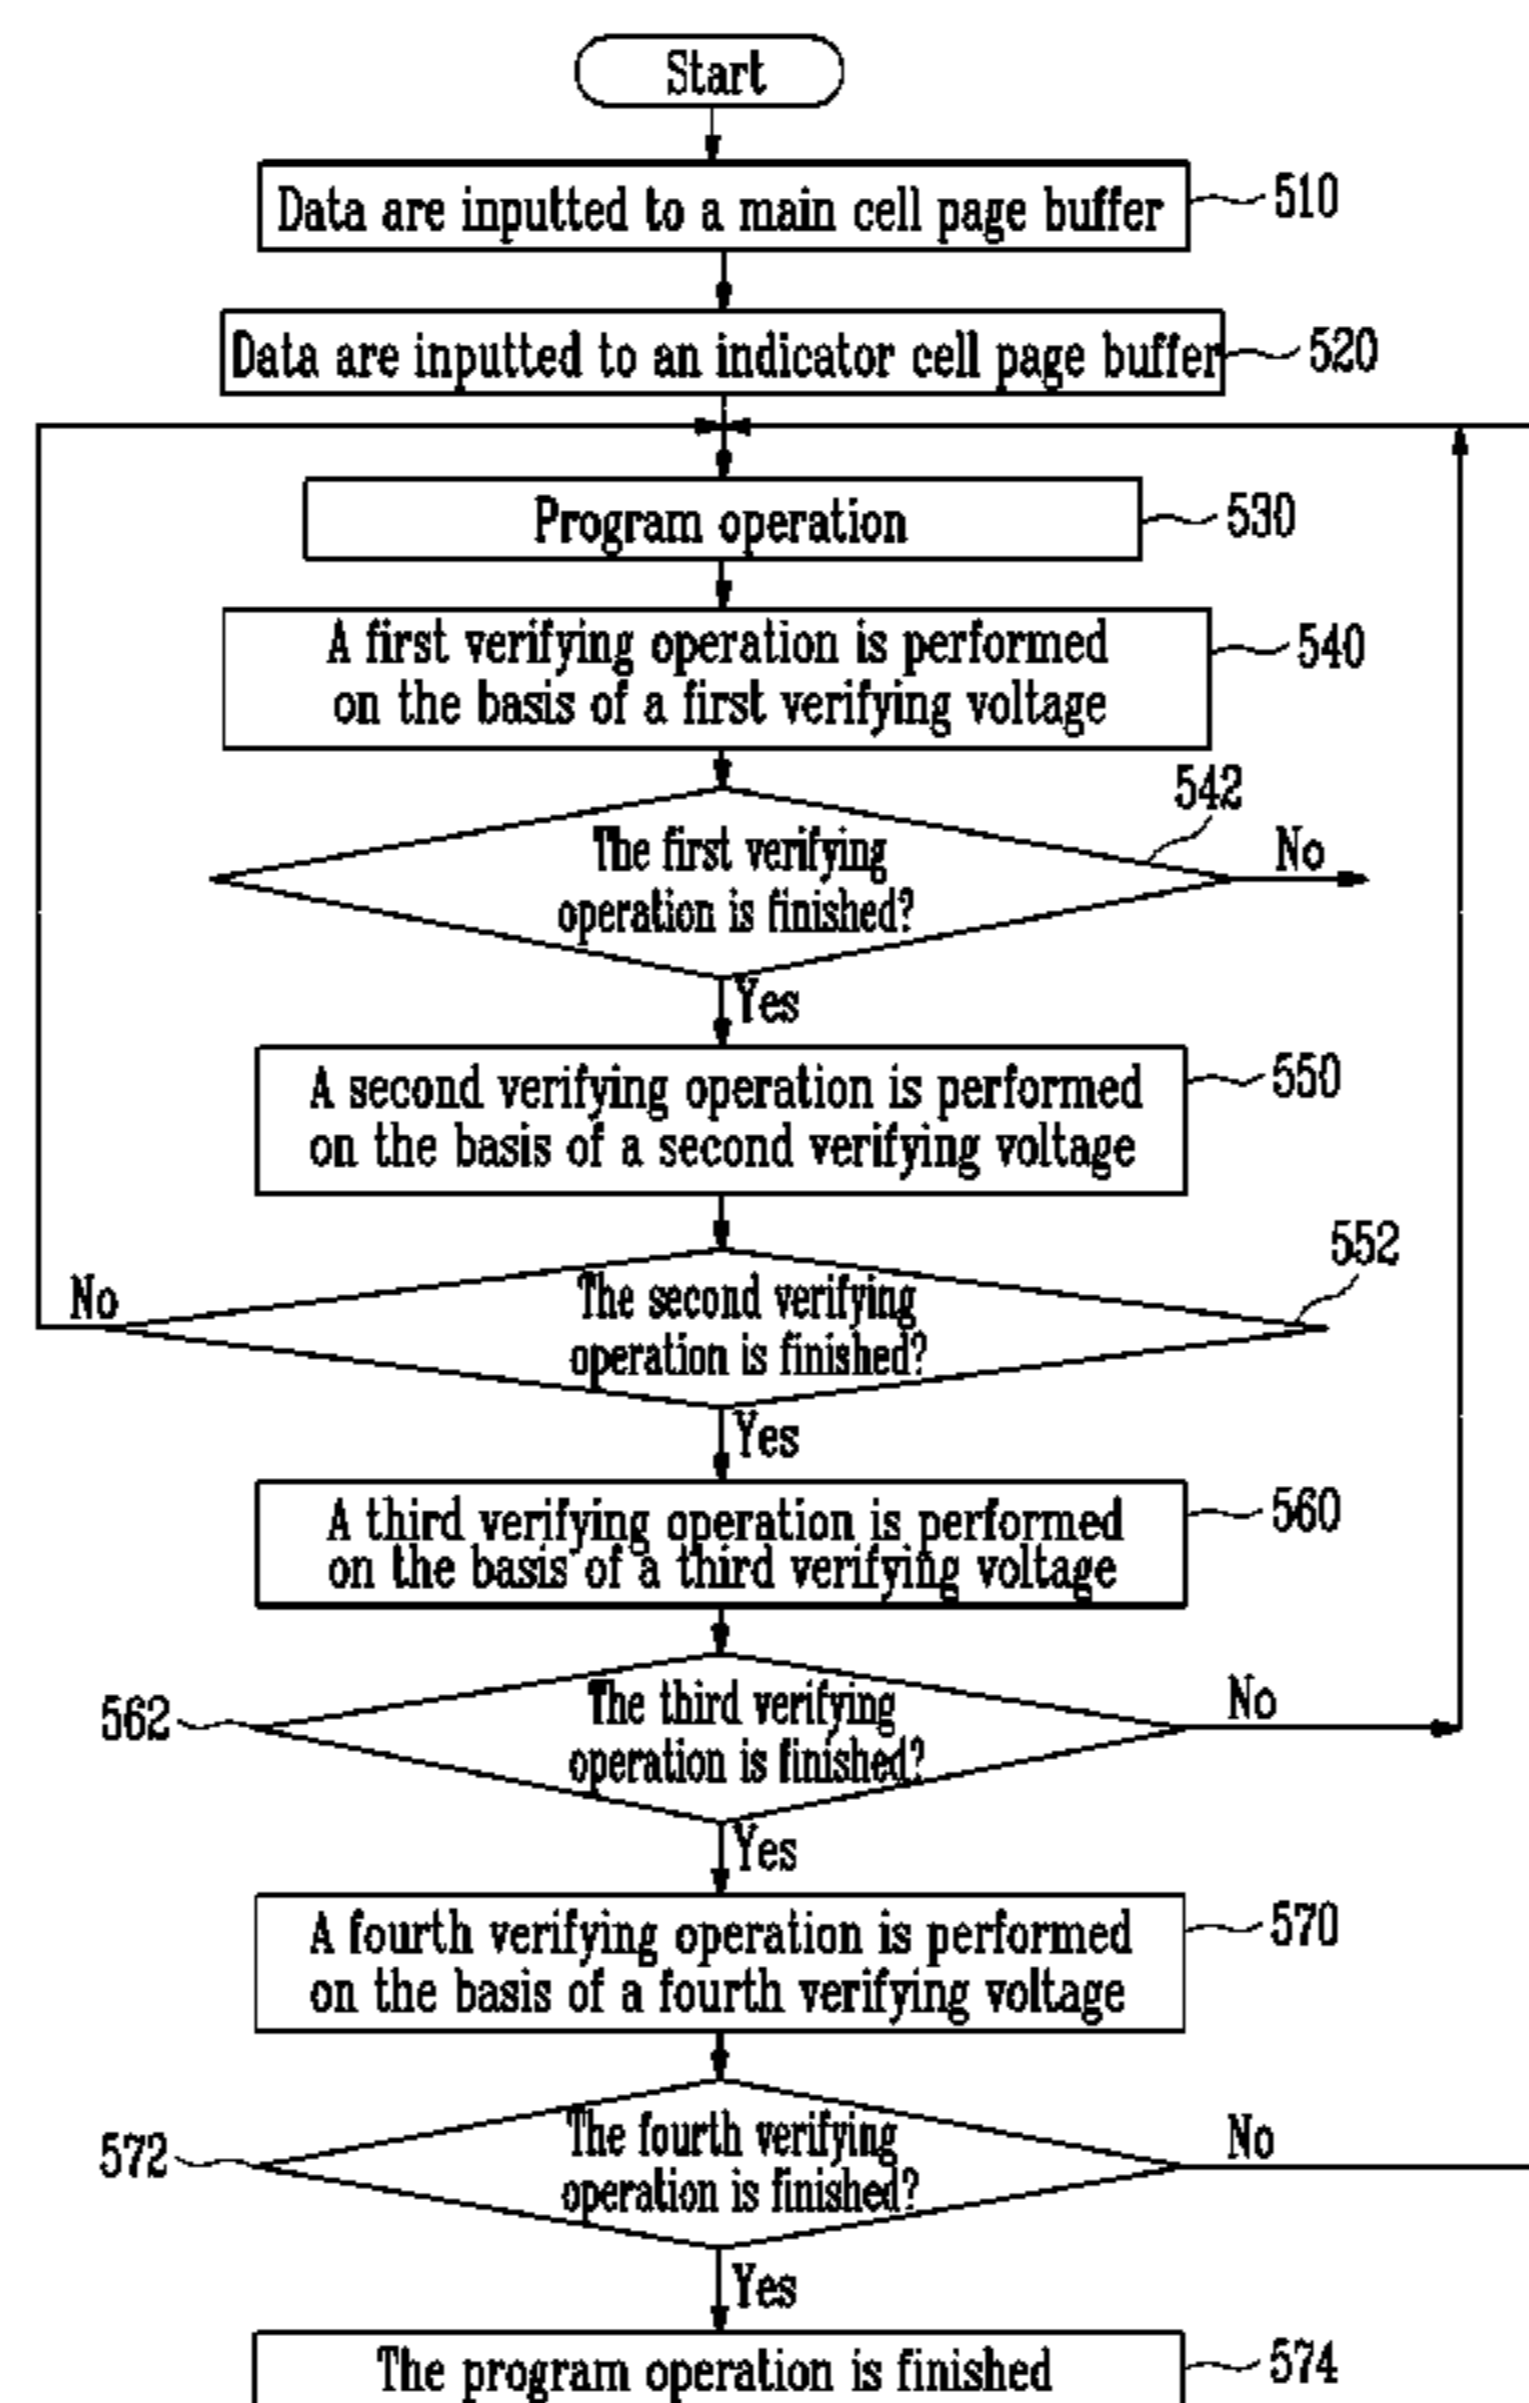 Start
Data are inputted to a main cell page buffer
510
Data are inputted to an indicator cell page buffer
520
Program operation
530
A first verifying operation is performed
on the basis of a first verifying voltage
540
542
The first verifying
operation is finished?
No
Yes
A second verifying operation is performed
on the basis of a second verifying voltage
550
552
The second verifying
operation is finished?
No
Yes
A third verifying operation is performed
on the basis of a third verifying voltage
560
562
The third verifying
operation is finished?
No
Yes
A fourth verifying operation is performed
on the basis of a fourth verifying voltage
570
572
The fourth verifying
operation is finished?
No
Yes
The program operation is finished
574